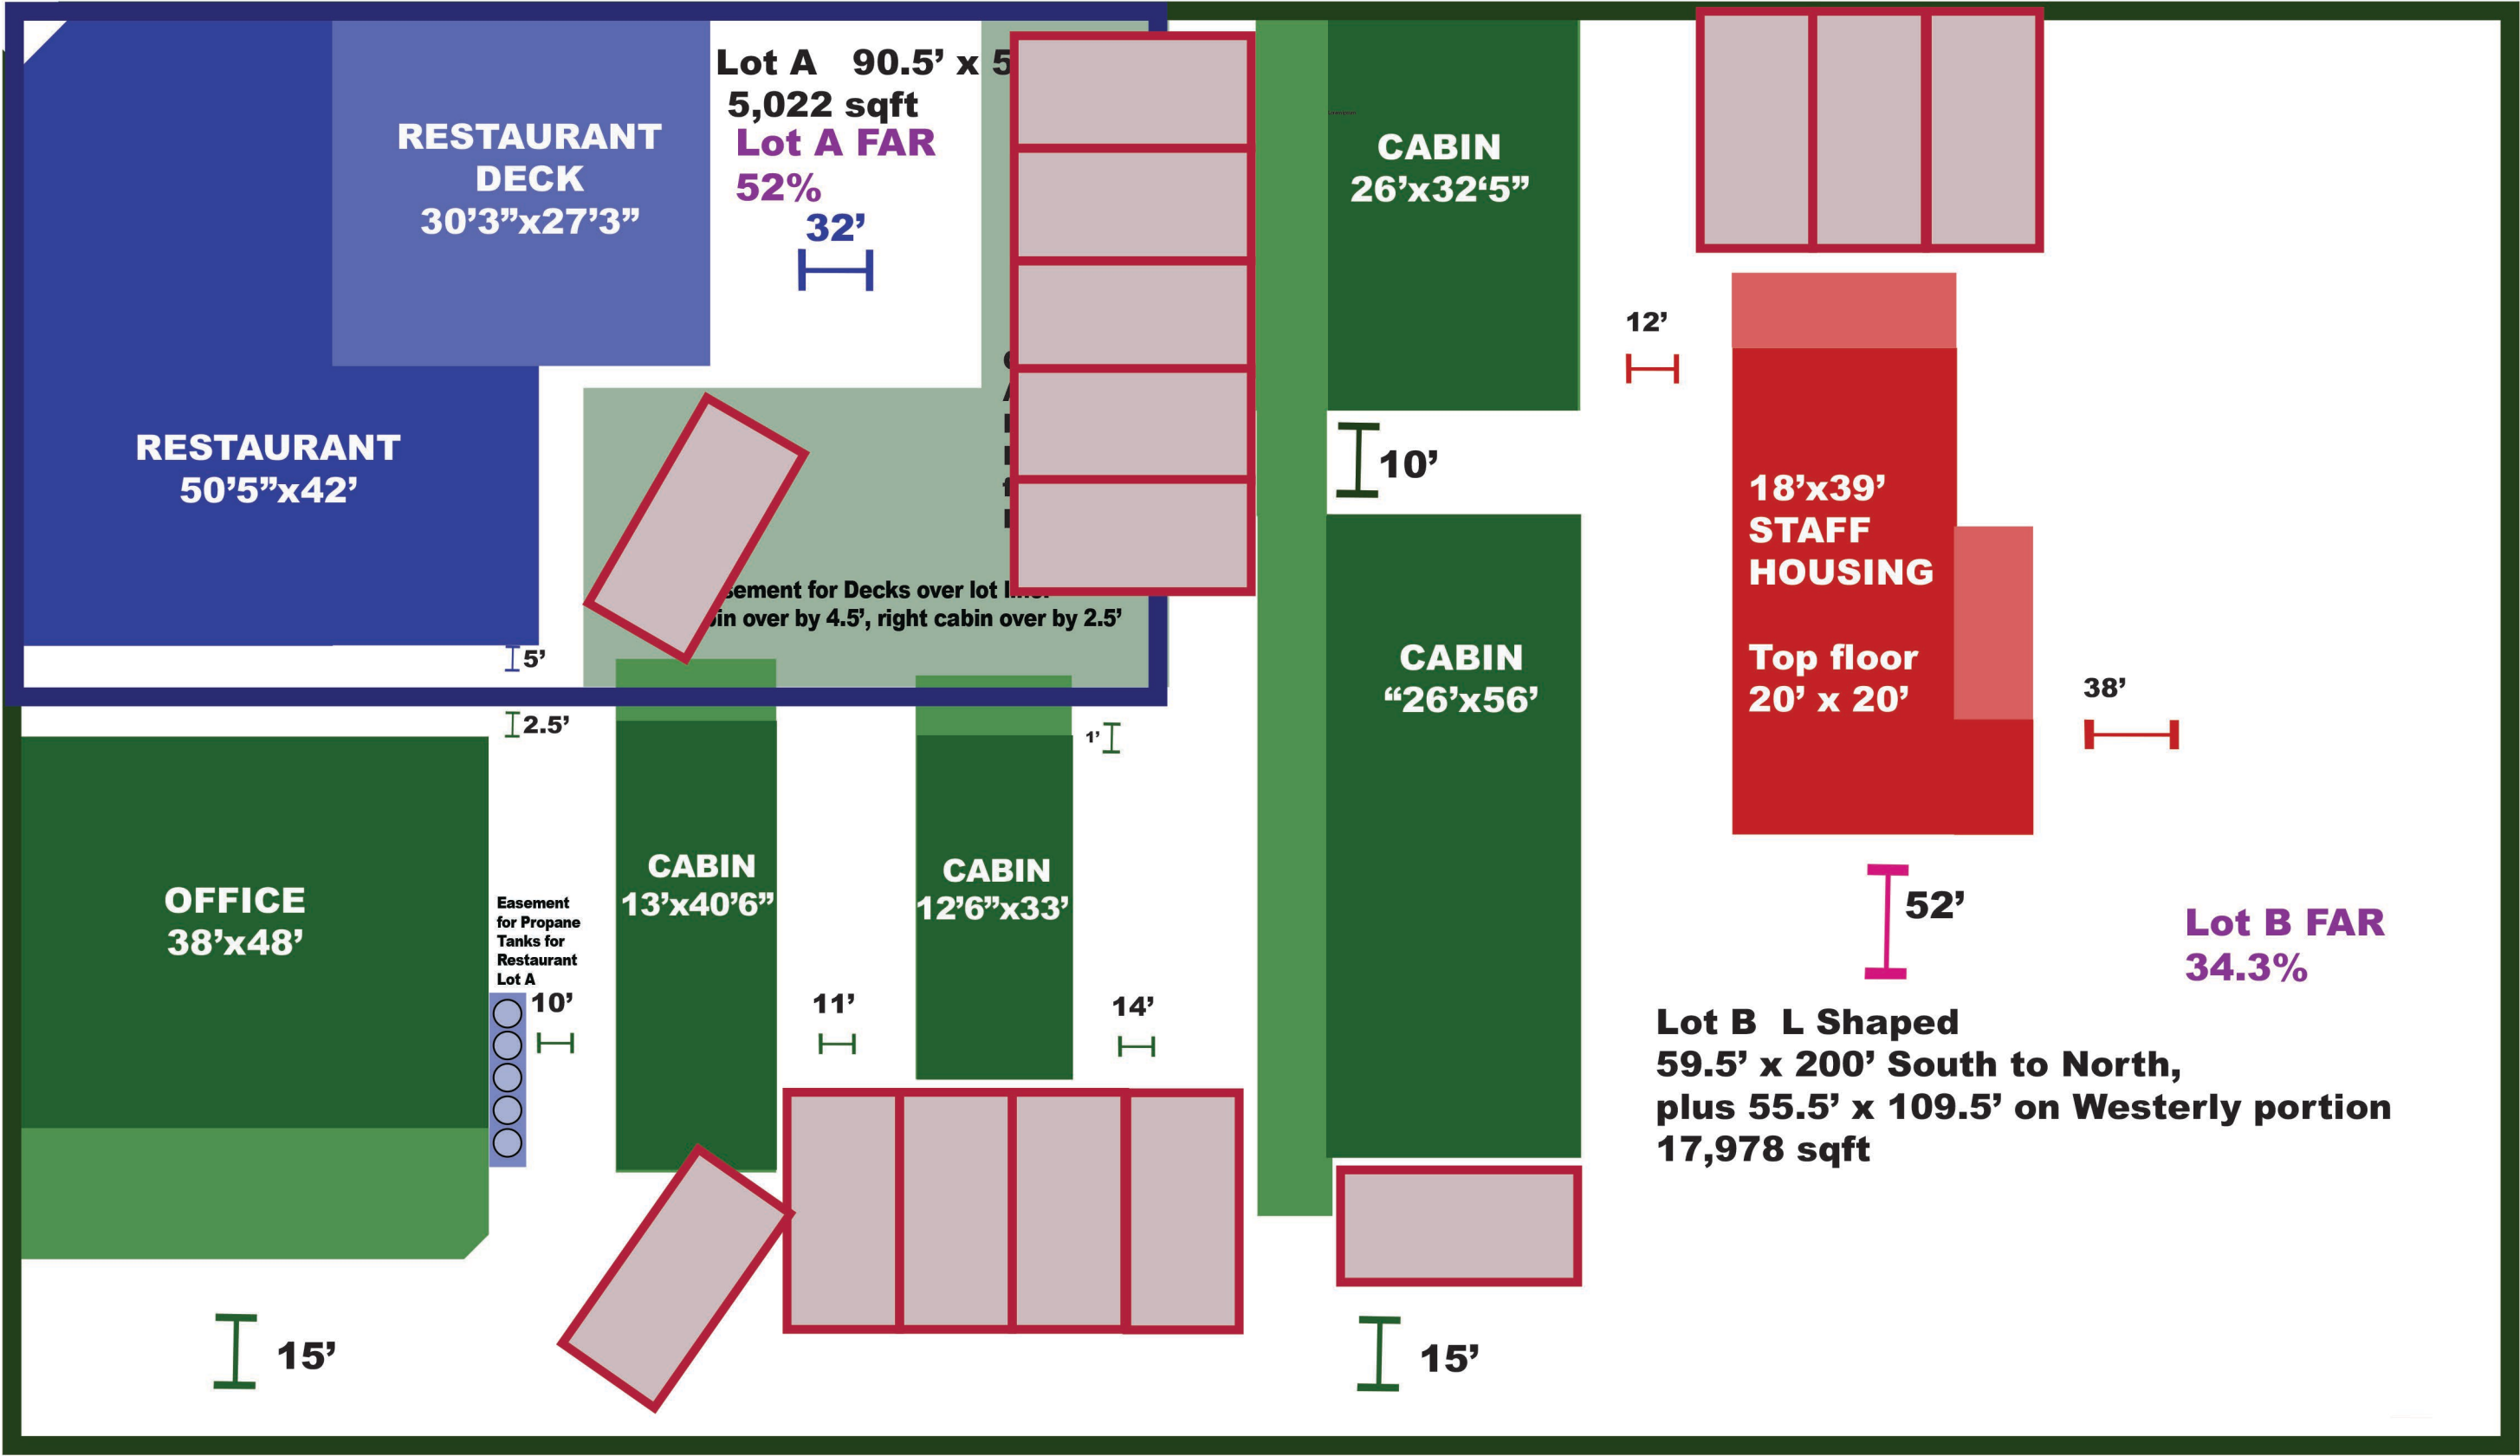 Lot A 90.5’ x 5
5,022 sqft
Lot A FAR
52%
32’
RESTAURANT
DECK
30’3”x27’3”
RESTAURANT
50’5”x42’
CABIN
26’x32‘5”
12’
10’
18’x39’
STAFF
HOUSING
Top floor
20’ x 20’
38’
sement for Decks over lot
in over by 4.5’, right cabin over by 2.5’
5’
2.5’
1’
CABIN
“26’x56’
OFFICE
38’x48’
Easement
for Propane
Tanks for
Restaurant
Lot A
10’
CABIN
13’x40’6”
11’
CABIN
12’6”x33’
14’
52’
Lot B FAR
34.3%
Lot B L Shaped
59.5’ x 200’ South to North,
plus 55.5’ x 109.5’ on Westerly portion
17,978 sqft
15’
15’